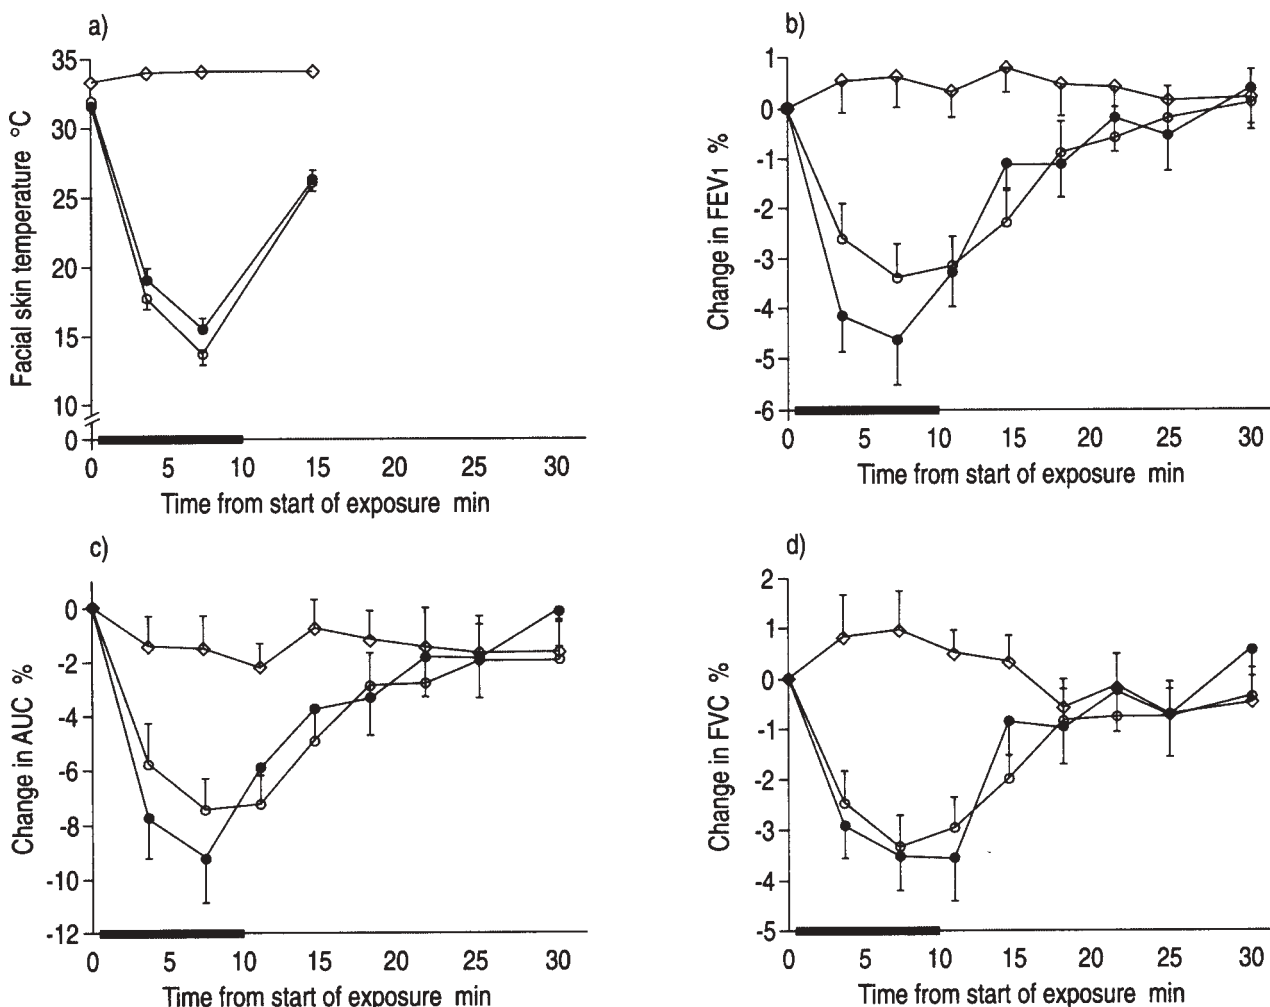 a)
Facial skin temperature °C
35
30
25
20
15
10
0
0 5 10 15 20 25 30
Time from start of exposure min
b)
Change in FEV1 %
1
0
-1
-2
-3
-4
-5
-6
0 5 10 15 20 25 30
Time from start of exposure min
c)
Change in AUC %
0
-2
-4
-6
-8
-10
-12
0 5 10 15 20 25 30
Time from start of exposure min
d)
Change in FVC %
2
1
0
-1
-2
-3
-4
-5
0 5 10 15 20 25 30
Time from start of exposure min